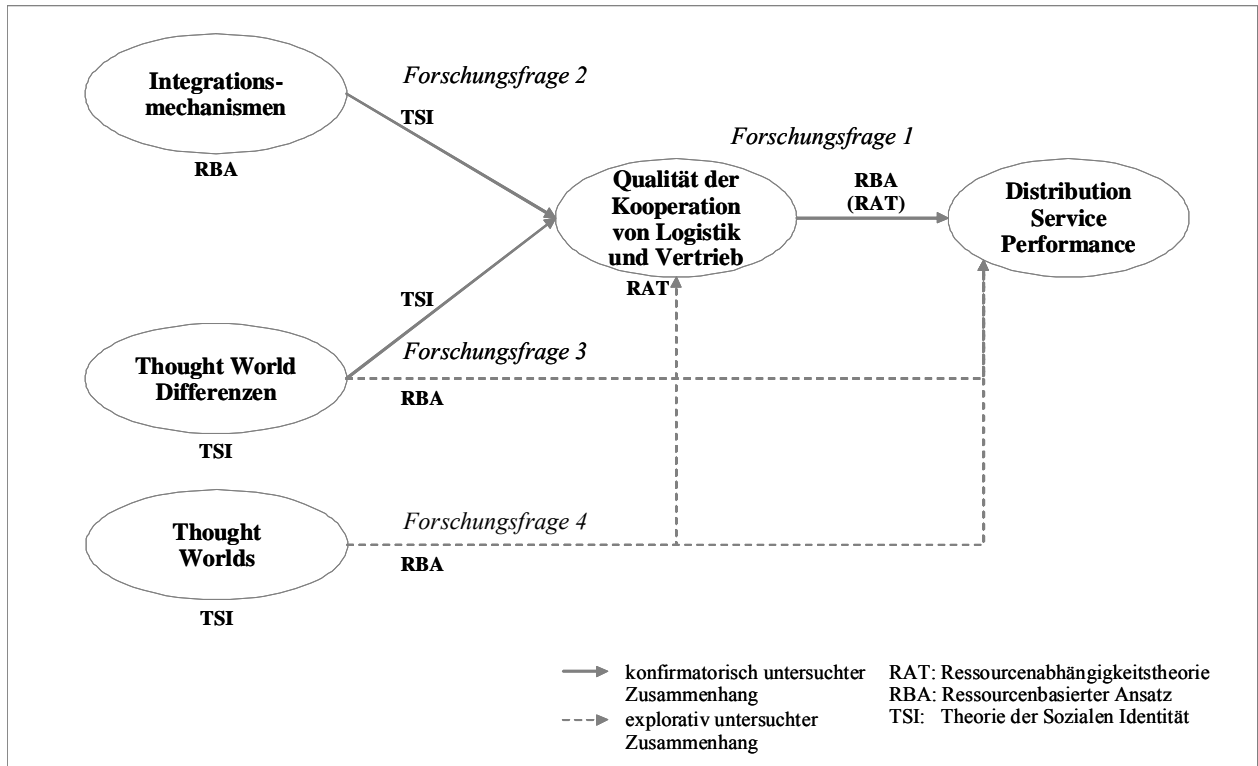 Integrations-
mechanismen
RBA
Forschungsfrage 2
TSI
Forschungsfrage 1
Qualität der
Kooperation
von Logistik
und Vertrieb
RAT
RBA
(RAT)
Distribution
Service
Performance
TSI
Thought World
Differenzen
TSI
Forschungsfrage 3
RBA
Thought
Worlds
TSI
Forschungsfrage 4
RBA
konfirmatorisch untersuchter
Zusammenhang
explorativ untersuchter
Zusammenhang
RAT: Ressourcenabhängigkeitstheorie
RBA: Ressourcenbasierter Ansatz
TSI: Theorie der Sozialen Identität